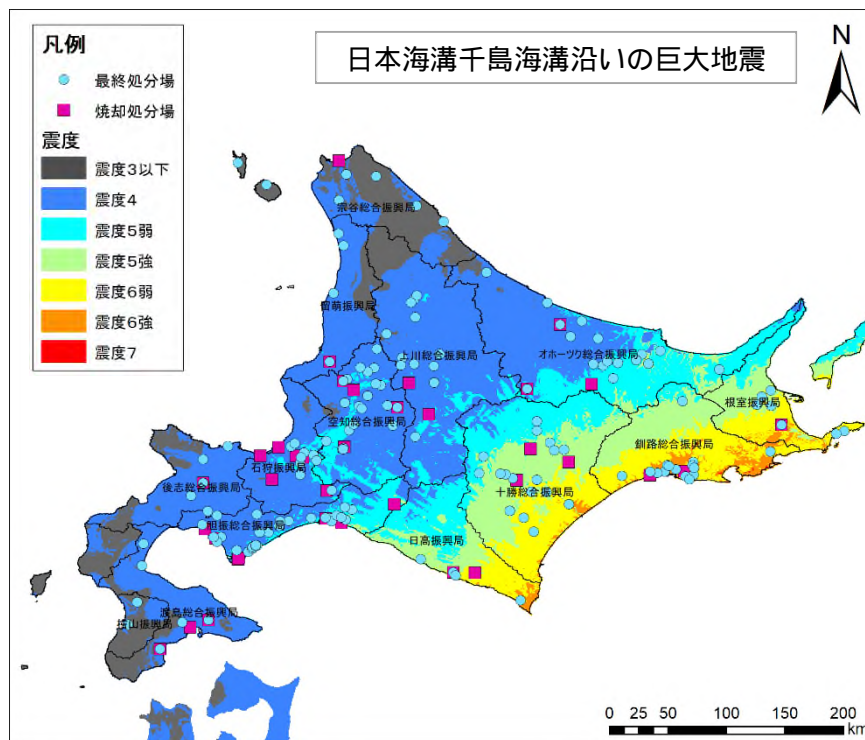 日本海溝千島海溝沿いの巨大地震
N
凡例
最終処分場
焼却処分場
震度
震度3以下
震度4
震度5弱
震度5強
震度6弱
震度6強
震度7
宗谷総合振興局
留萌振興局
上川総合振興局
オホーツク総合振興局
根室振興局
空知総合振興局
釧路総合振興局
石狩振興局
後志総合振興局
十勝総合振興局
胆振総合振興局
日高振興局
渡島総合振興局
桧山振興局
0 25 50 100 150 200
km